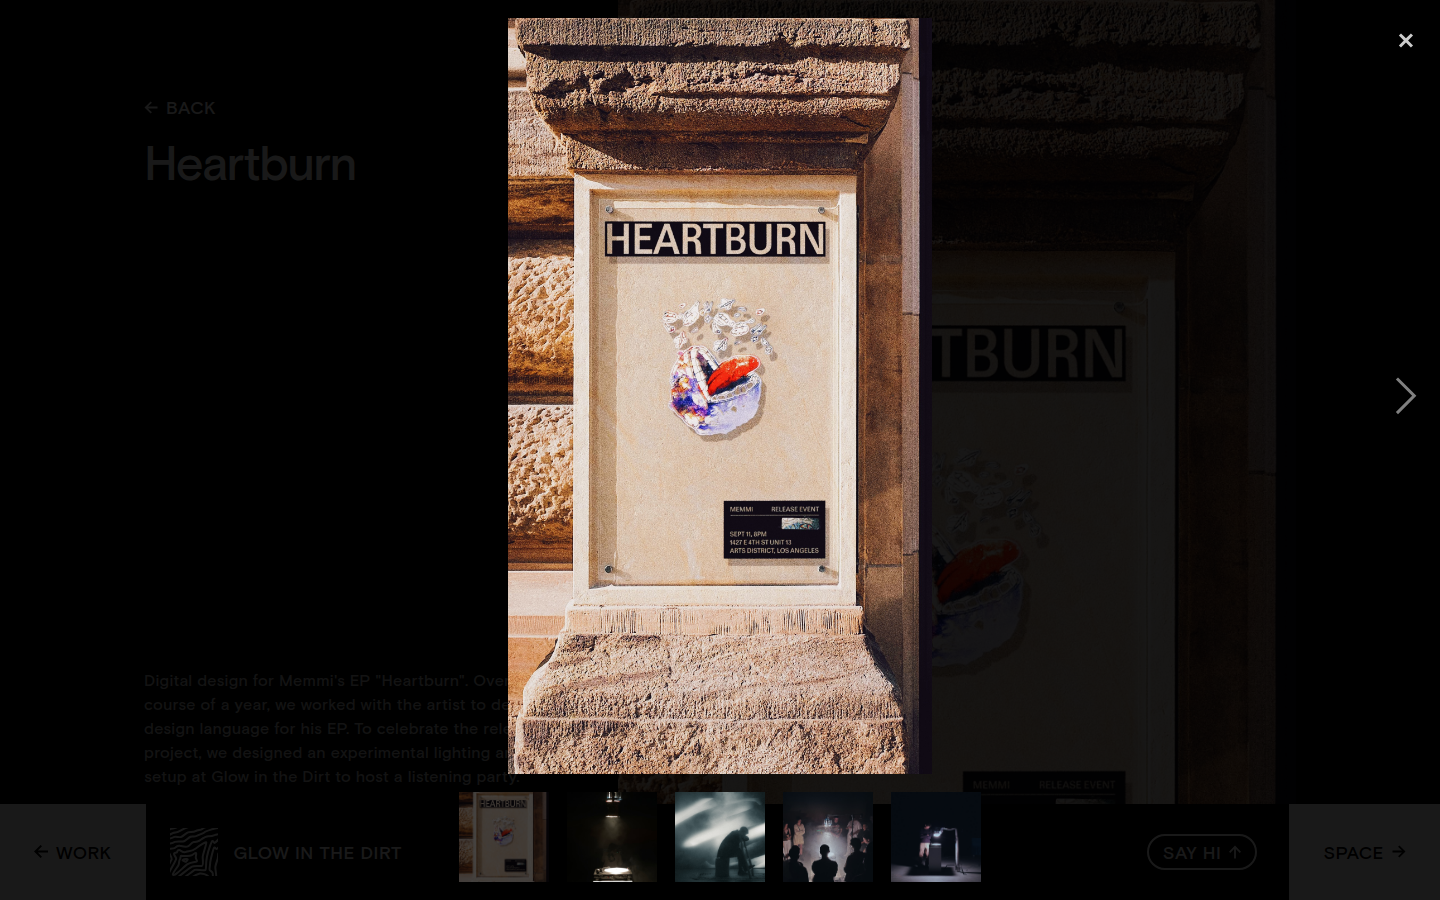 ← BACK
Heartburn
HEARTBURN
MEMMI RELEASE EVENT
SEPT 11, 8PM
1427 E 4TH ST UNIT 13
ARTS DISTRICT, LOS ANGELES
TBURN
Digital design for Memmi's EP "Heartburn". Over
course of a year, we worked with the artist to de
design language for his EP. To celebrate the rel
project, we designed an experimental lighting a
setup at Glow in the Dirt to host a listening party.
MEMMI RELEASE EVENT
HEARTBURN
← WORK
GLOW IN THE DIRT
SAY HI ↑
SPACE →